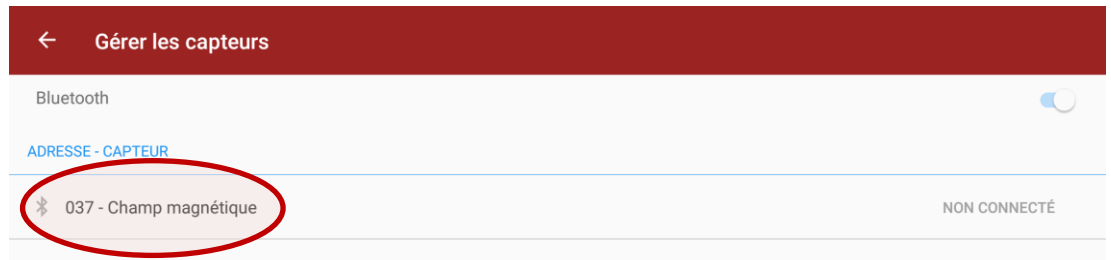 Gérer les capteurs
Bluetooth
ADRESSE - CAPTEUR
037 - Champ magnétique NON CONNECTÉ